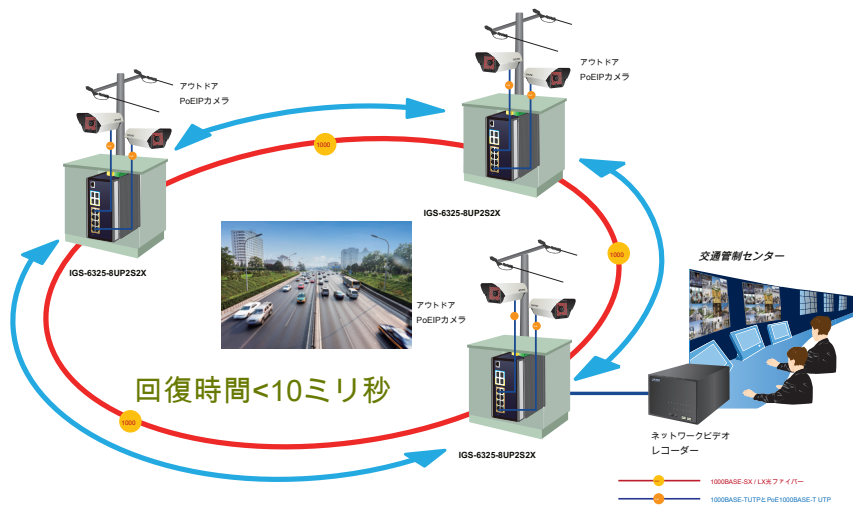 アウトドア
PoEIPカメラ
アウトドア
PoEIPカメラ
1000
IGS-6325-8UP2S2X
1000
交通管制センター
IGS-6325-8UP2S2X
アウトドア
PoEIPカメラ
回復時間<10ミリ秒
1000
ネットワークビデオ
レコーダー
IGS-6325-8UP2S2X
1000BASE-SX / LX光ファイバー
1000BASE-TUTPとPoE1000BASE-T UTP